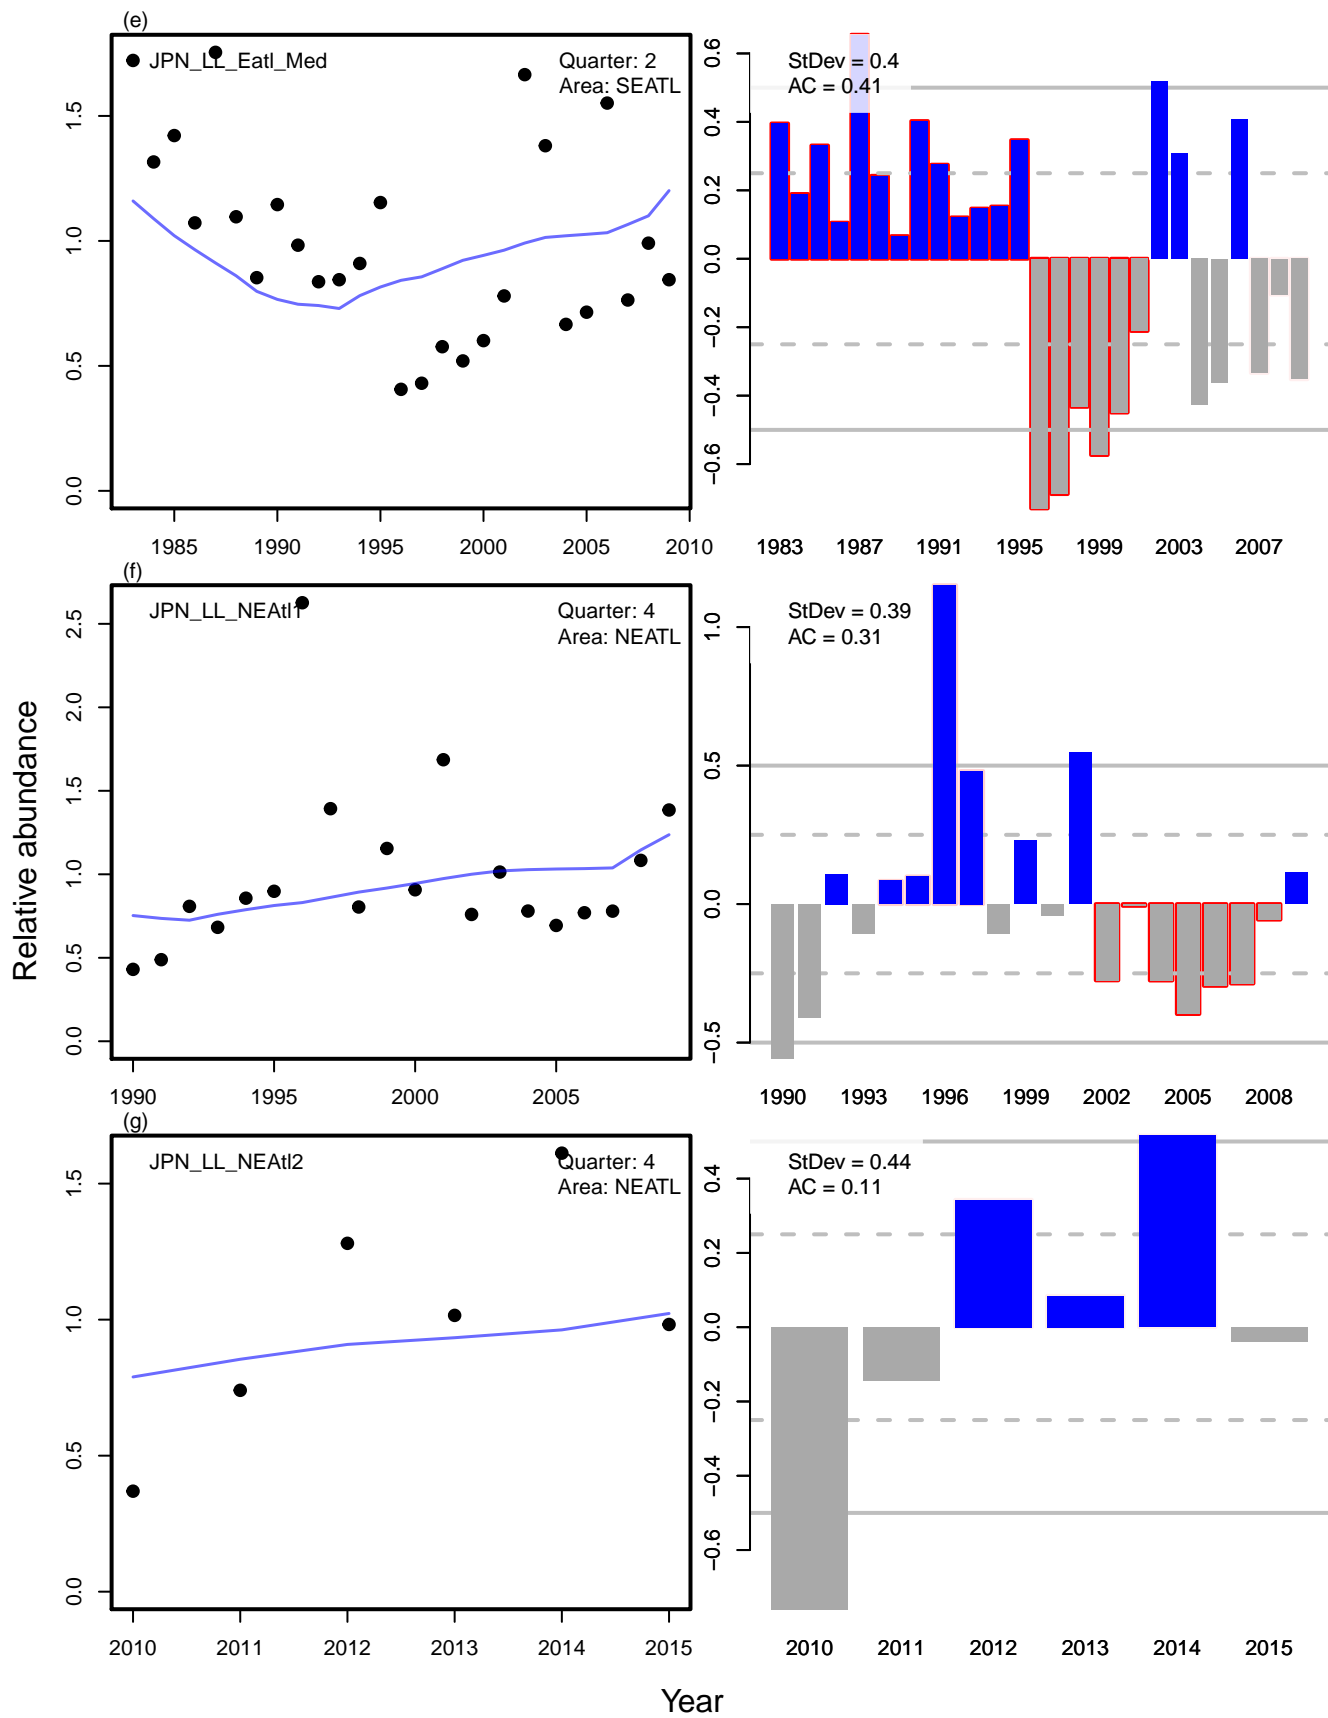 (e)
JPN_LL_Eatl_Med
Quarter: 2
Area: SEATL
0.0 0.5 1.0 1.5
1985 1990 1995 2000 2005 2010
StDev = 0.4
AC = 0.41
−0.6 −0.4 −0.2 0.0 0.2 0.4 0.6
1983 1987 1991 1995 1999 2003 2007
(f)
JPN_LL_NEAtl1
Quarter: 4
Area: NEATL
0.0 0.5 1.0 1.5 2.0 2.5
1990 1995 2000 2005
StDev = 0.39
AC = 0.31
−0.5 0.0 0.5 1.0
1990 1993 1996 1999 2002 2005 2008
(g)
JPN_LL_NEAtl2
Quarter: 4
Area: NEATL
0.0 0.5 1.0 1.5
2010 2011 2012 2013 2014 2015
StDev = 0.44
AC = 0.11
−0.6 −0.4 −0.2 0.0 0.2 0.4
2010 2011 2012 2013 2014 2015
Relative abundance
Year